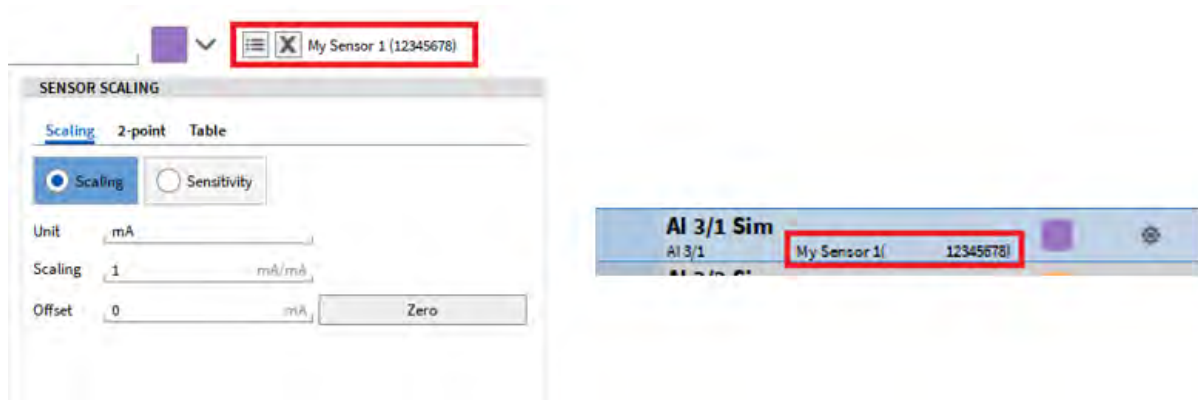 My Sensor 1 (12345678)
SENSOR SCALING
Scaling 2-point Table
Scaling Sensitivity
Unit mA
Scaling 1 mA/mA
Offset 0 mA Zero
AI 3/1 Sim
AI 3/1 My Sensor 1( 12345678)